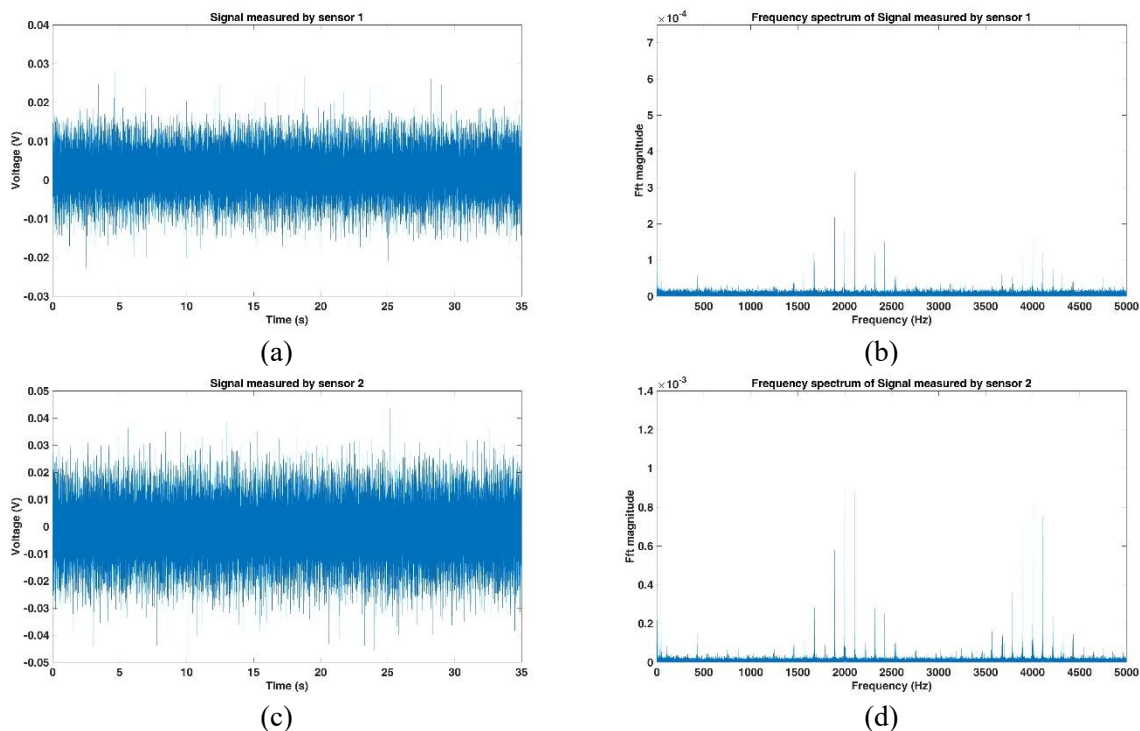 Signal measured by sensor 1
Voltage (V)
0.04
0.03
0.02
0.01
0
-0.01
-0.02
-0.03
0 5 10 15 20 25 30 35
Time (s)
(a)
Frequency spectrum of Signal measured by sensor 1
×10-4
Fft magnitude
7
6
5
4
3
2
1
0
500 1000 1500 2000 2500 3000 3500 4000 4500 5000
Frequency (Hz)
(b)
Signal measured by sensor 2
Voltage (V)
0.05
0.04
0.03
0.02
0.01
0
-0.01
-0.02
-0.03
-0.04
-0.05
0 5 10 15 20 25 30 35
Time (s)
(c)
Frequency spectrum of Signal measured by sensor 2
×10-3
Fft magnitude
1.4
1.2
1
0.8
0.6
0.4
0.2
0
0 500 1000 1500 2000 2500 3000 3500 4000 4500 5000
Frequency (Hz)
(d)